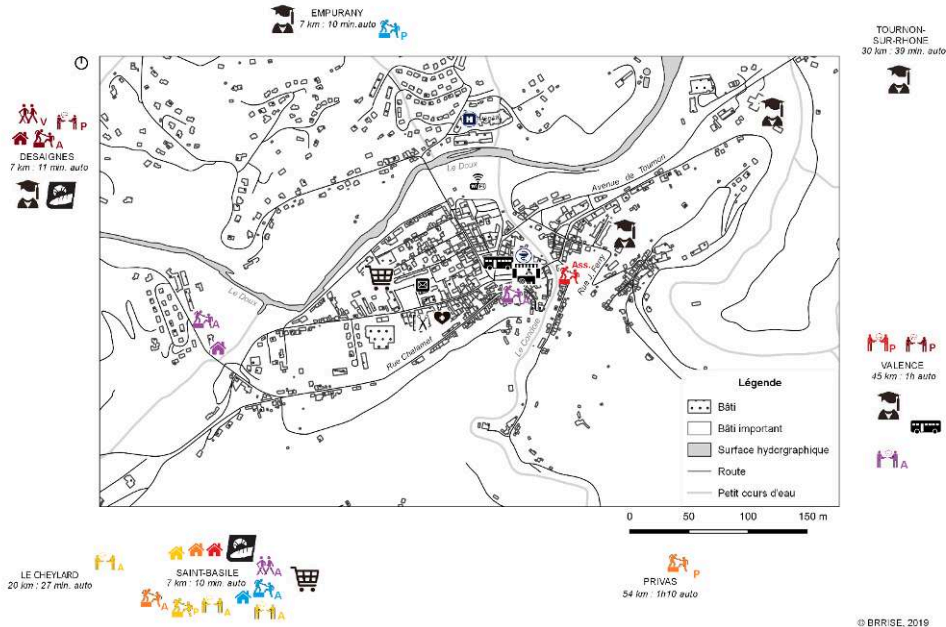 EMPURANY
7 km : 10 min. auto
P
TOURNON-
SUR-RHONE
30 km : 39 min. auto
V
P
A
DESAIGNES
7 km : 11 min. auto
H
Le Doux
Avenue de Tournon
Ass.
Rue Ferry
Le Doux
A
Le Condoie
Rue Chalamet
P
P
VALENCE
45 km : 1h auto
A
Légende
Bâti
Bâti important
Surface hydorgraphique
Route
Petit cours d'eau
0 50 100 150 m
LE CHEYLARD
20 km : 27 min. auto
A
SAINT-BASILE
7 km : 10 min. auto
A
A
A
P
A
A
P
PRIVAS
54 km : 1h10 auto
© BRRISE, 2019